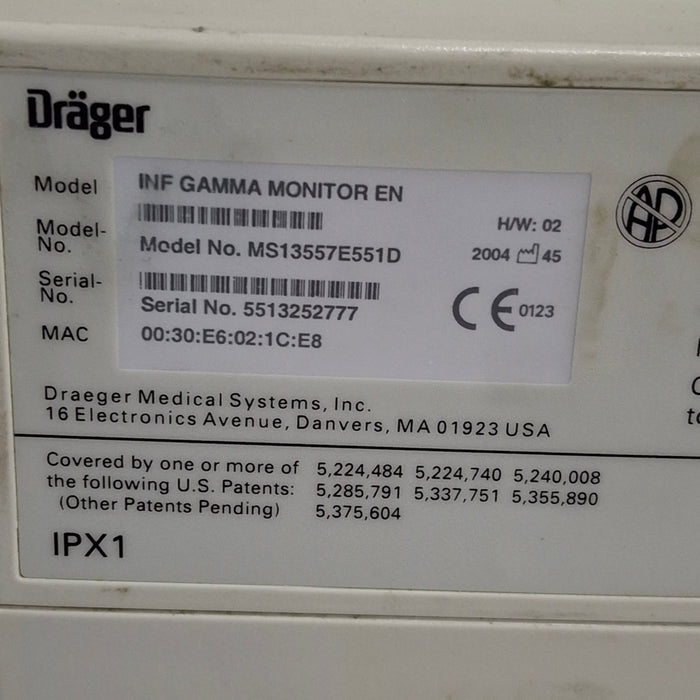 Dräger
Model INF GAMMA MONITOR EN
H/W: 02
Model-No. Model No. MS13557E551D
2004 45
Serial-No. Serial No. 5513252777
CE 0123
MAC 00:30:E6:02:1C:E8
AP
HP
Draeger Medical Systems, Inc.
16 Electronics Avenue, Danvers, MA 01923 USA
Covered by one or more of 5,224,484 5,224,740 5,240,008
the following U.S. Patents: 5,285,791 5,337,751 5,355,890
(Other Patents Pending) 5,375,604
IPX1